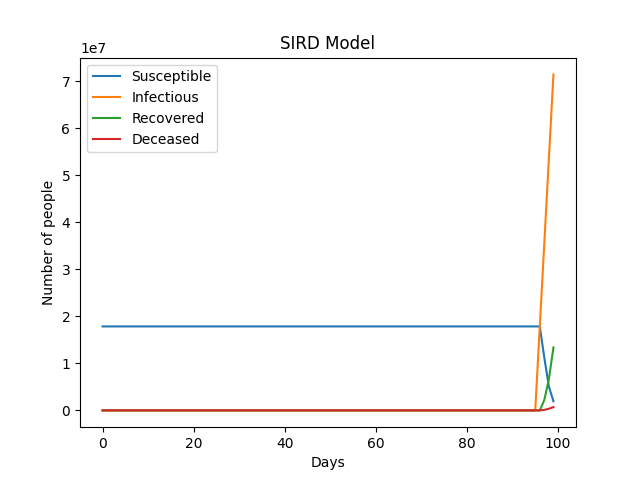 SIRD Model
1e7
Susceptible
Infectious
Recovered
Deceased
7
6
5
4
3
2
1
0
Number of people
0 20 40 60 80 100
Days